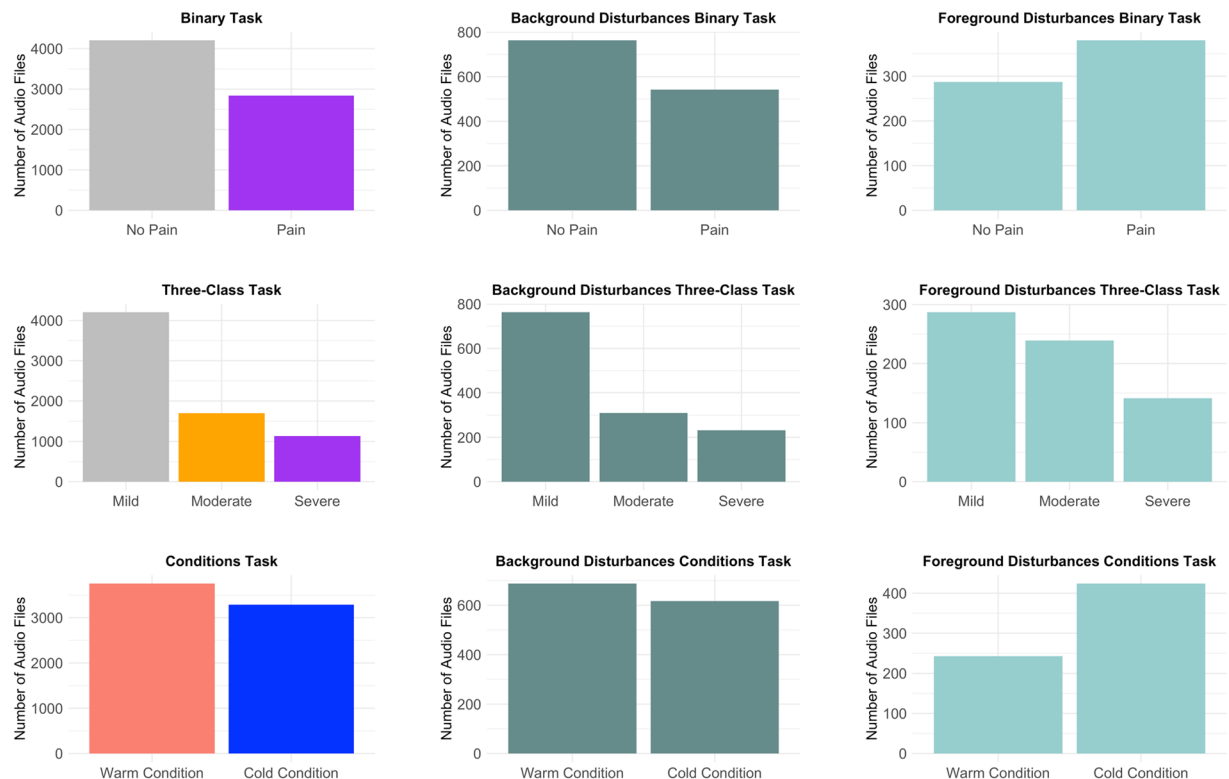 Binary Task
Number of Audio Files
4000
3000
2000
1000
0
No Pain
Pain
Background Disturbances Binary Task
Number of Audio Files
800
600
400
200
0
No Pain
Pain
Foreground Disturbances Binary Task
Number of Audio Files
300
200
100
0
No Pain
Pain
Three-Class Task
Number of Audio Files
4000
3000
2000
1000
0
Mild
Moderate
Severe
Background Disturbances Three-Class Task
Number of Audio Files
800
600
400
200
0
Mild
Moderate
Severe
Foreground Disturbances Three-Class Task
Number of Audio Files
300
200
100
0
Mild
Moderate
Severe
Conditions Task
Number of Audio Files
3000
2000
1000
0
Warm Condition
Cold Condition
Background Disturbances Conditions Task
Number of Audio Files
600
400
200
0
Warm Condition
Cold Condition
Foreground Disturbances Conditions Task
Number of Audio Files
400
300
200
100
0
Warm Condition
Cold Condition